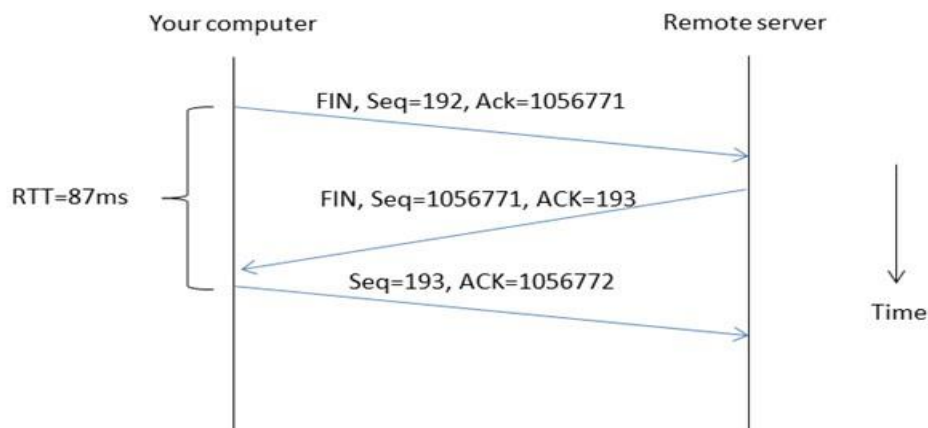 Your computer
Remote server
FIN, Seq=192, Ack=1056771
RTT=87ms
FIN, Seq=1056771, ACK=193
Seq=193, ACK=1056772
Time